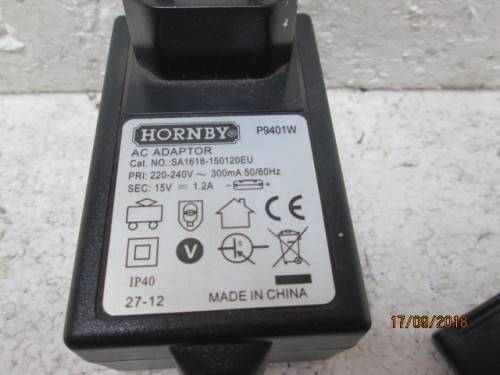 HORNBY® P9401W
AC ADAPTOR
Cat. NO.: SA1618-150120EU
PRI: 220-240V ~ 300mA 50/60Hz
SEC: 15V ⎓ 1.2A - +
CE
V
S
IP40
27-12 MADE IN CHINA
17/09/2018